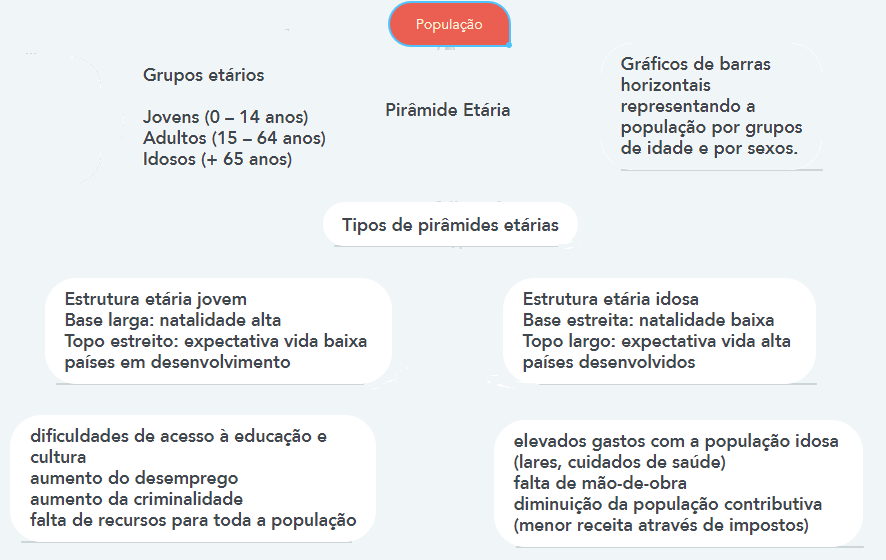 População
Grupos etários
Jovens (0 – 14 anos)
Adultos (15 – 64 anos)
Idosos (+ 65 anos)
Pirâmide Etária
Gráficos de barras
horizontais
representando a
população por grupos
de idade e por sexos.
Tipos de pirâmides etárias
Estrutura etária jovem
Base larga: natalidade alta
Topo estreito: expectativa vida baixa
países em desenvolvimento
Estrutura etária idosa
Base estreita: natalidade baixa
Topo largo: expectativa vida alta
países desenvolvidos
dificuldades de acesso à educação e
cultura
aumento do desemprego
aumento da criminalidade
falta de recursos para toda a população
elevados gastos com a população idosa
(lares, cuidados de saúde)
falta de mão-de-obra
diminuição da população contributiva
(menor receita através de impostos)